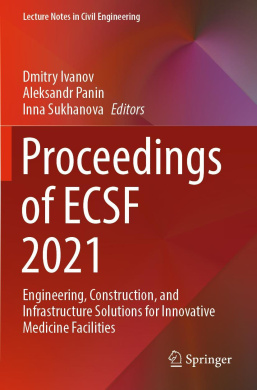 Lecture Notes in Civil Engineering
Dmitry Ivanov
Aleksandr Panin
Inna Sukhanova Editors
Proceedings
of ECSF
2021
Engineering, Construction, and
Infrastructure Solutions for Innovative
Medicine Facilities
Springer